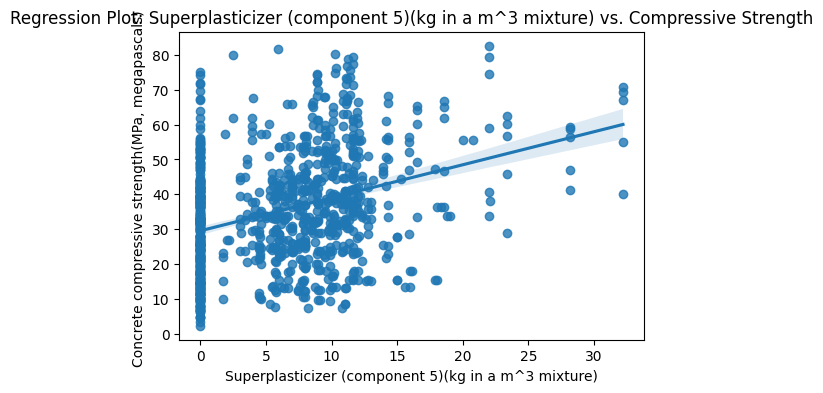 Regression Plot: Superplasticizer (component 5)(kg in a m^3 mixture) vs. Compressive Strength
Concrete compressive strength(MPa, megapascals)
80
70
60
50
40
30
20
10
0
0 5 10 15 20 25 30
Superplasticizer (component 5)(kg in a m^3 mixture)